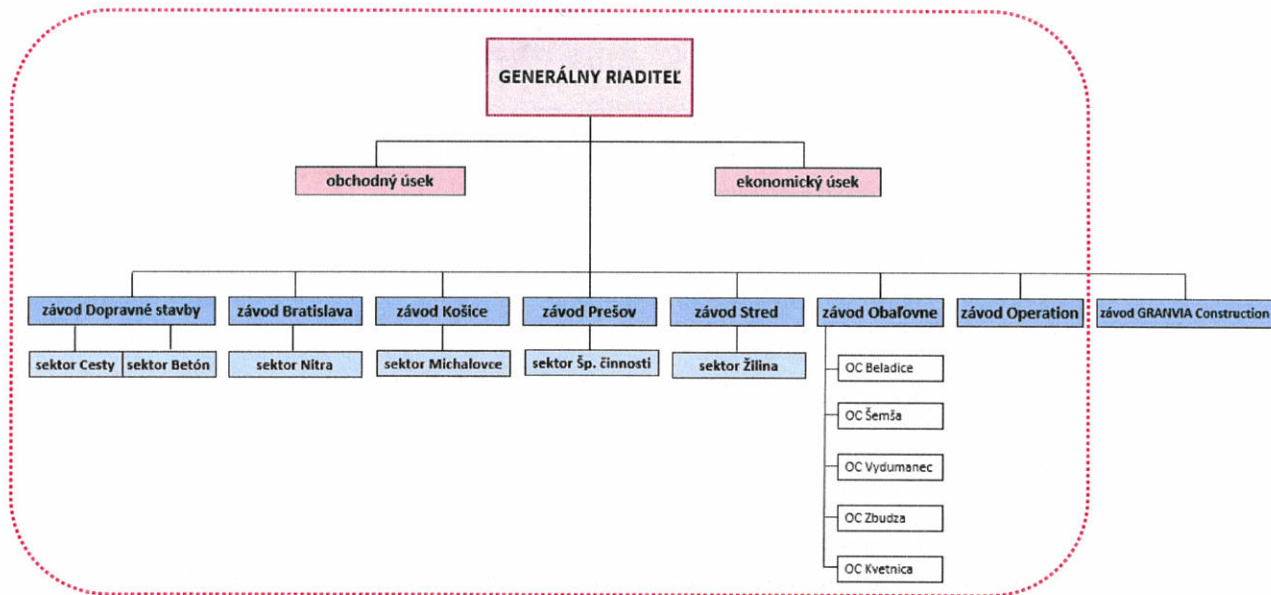 GENERÁLNY RIADITEĽ
obchodný úsek
ekonomický úsek
závod Dopravné stavby
závod Bratislava
závod Košice
závod Prešov
závod Stred
závod Obaľovne
závod Operation
závod GRANVIA Construction
sektor Cesty
sektor Betón
sektor Nitra
sektor Michalovce
sektor Šp. činnosti
sektor Žilina
OC Beladice
OC Šemša
OC Vydumanec
OC Zbudza
OC Kvetnica